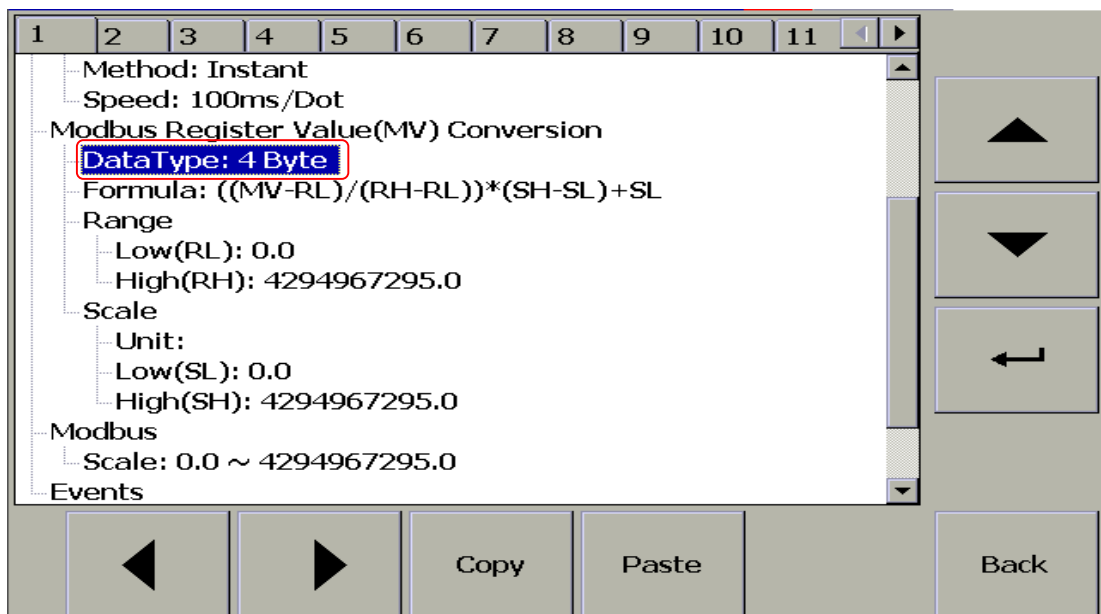 1 2 3 4 5 6 7 8 9 10 11
Method: Instant
Speed: 100ms/Dot
Modbus Register Value(MV) Conversion
DataType: 4 Byte
Formula: ((MV-RL)/(RH-RL))*(SH-SL)+SL
Range
Low(RL): 0.0
High(RH): 4294967295.0
Scale
Unit:
Low(SL): 0.0
High(SH): 4294967295.0
Modbus
Scale: 0.0 ~ 4294967295.0
Events
Copy Paste Back